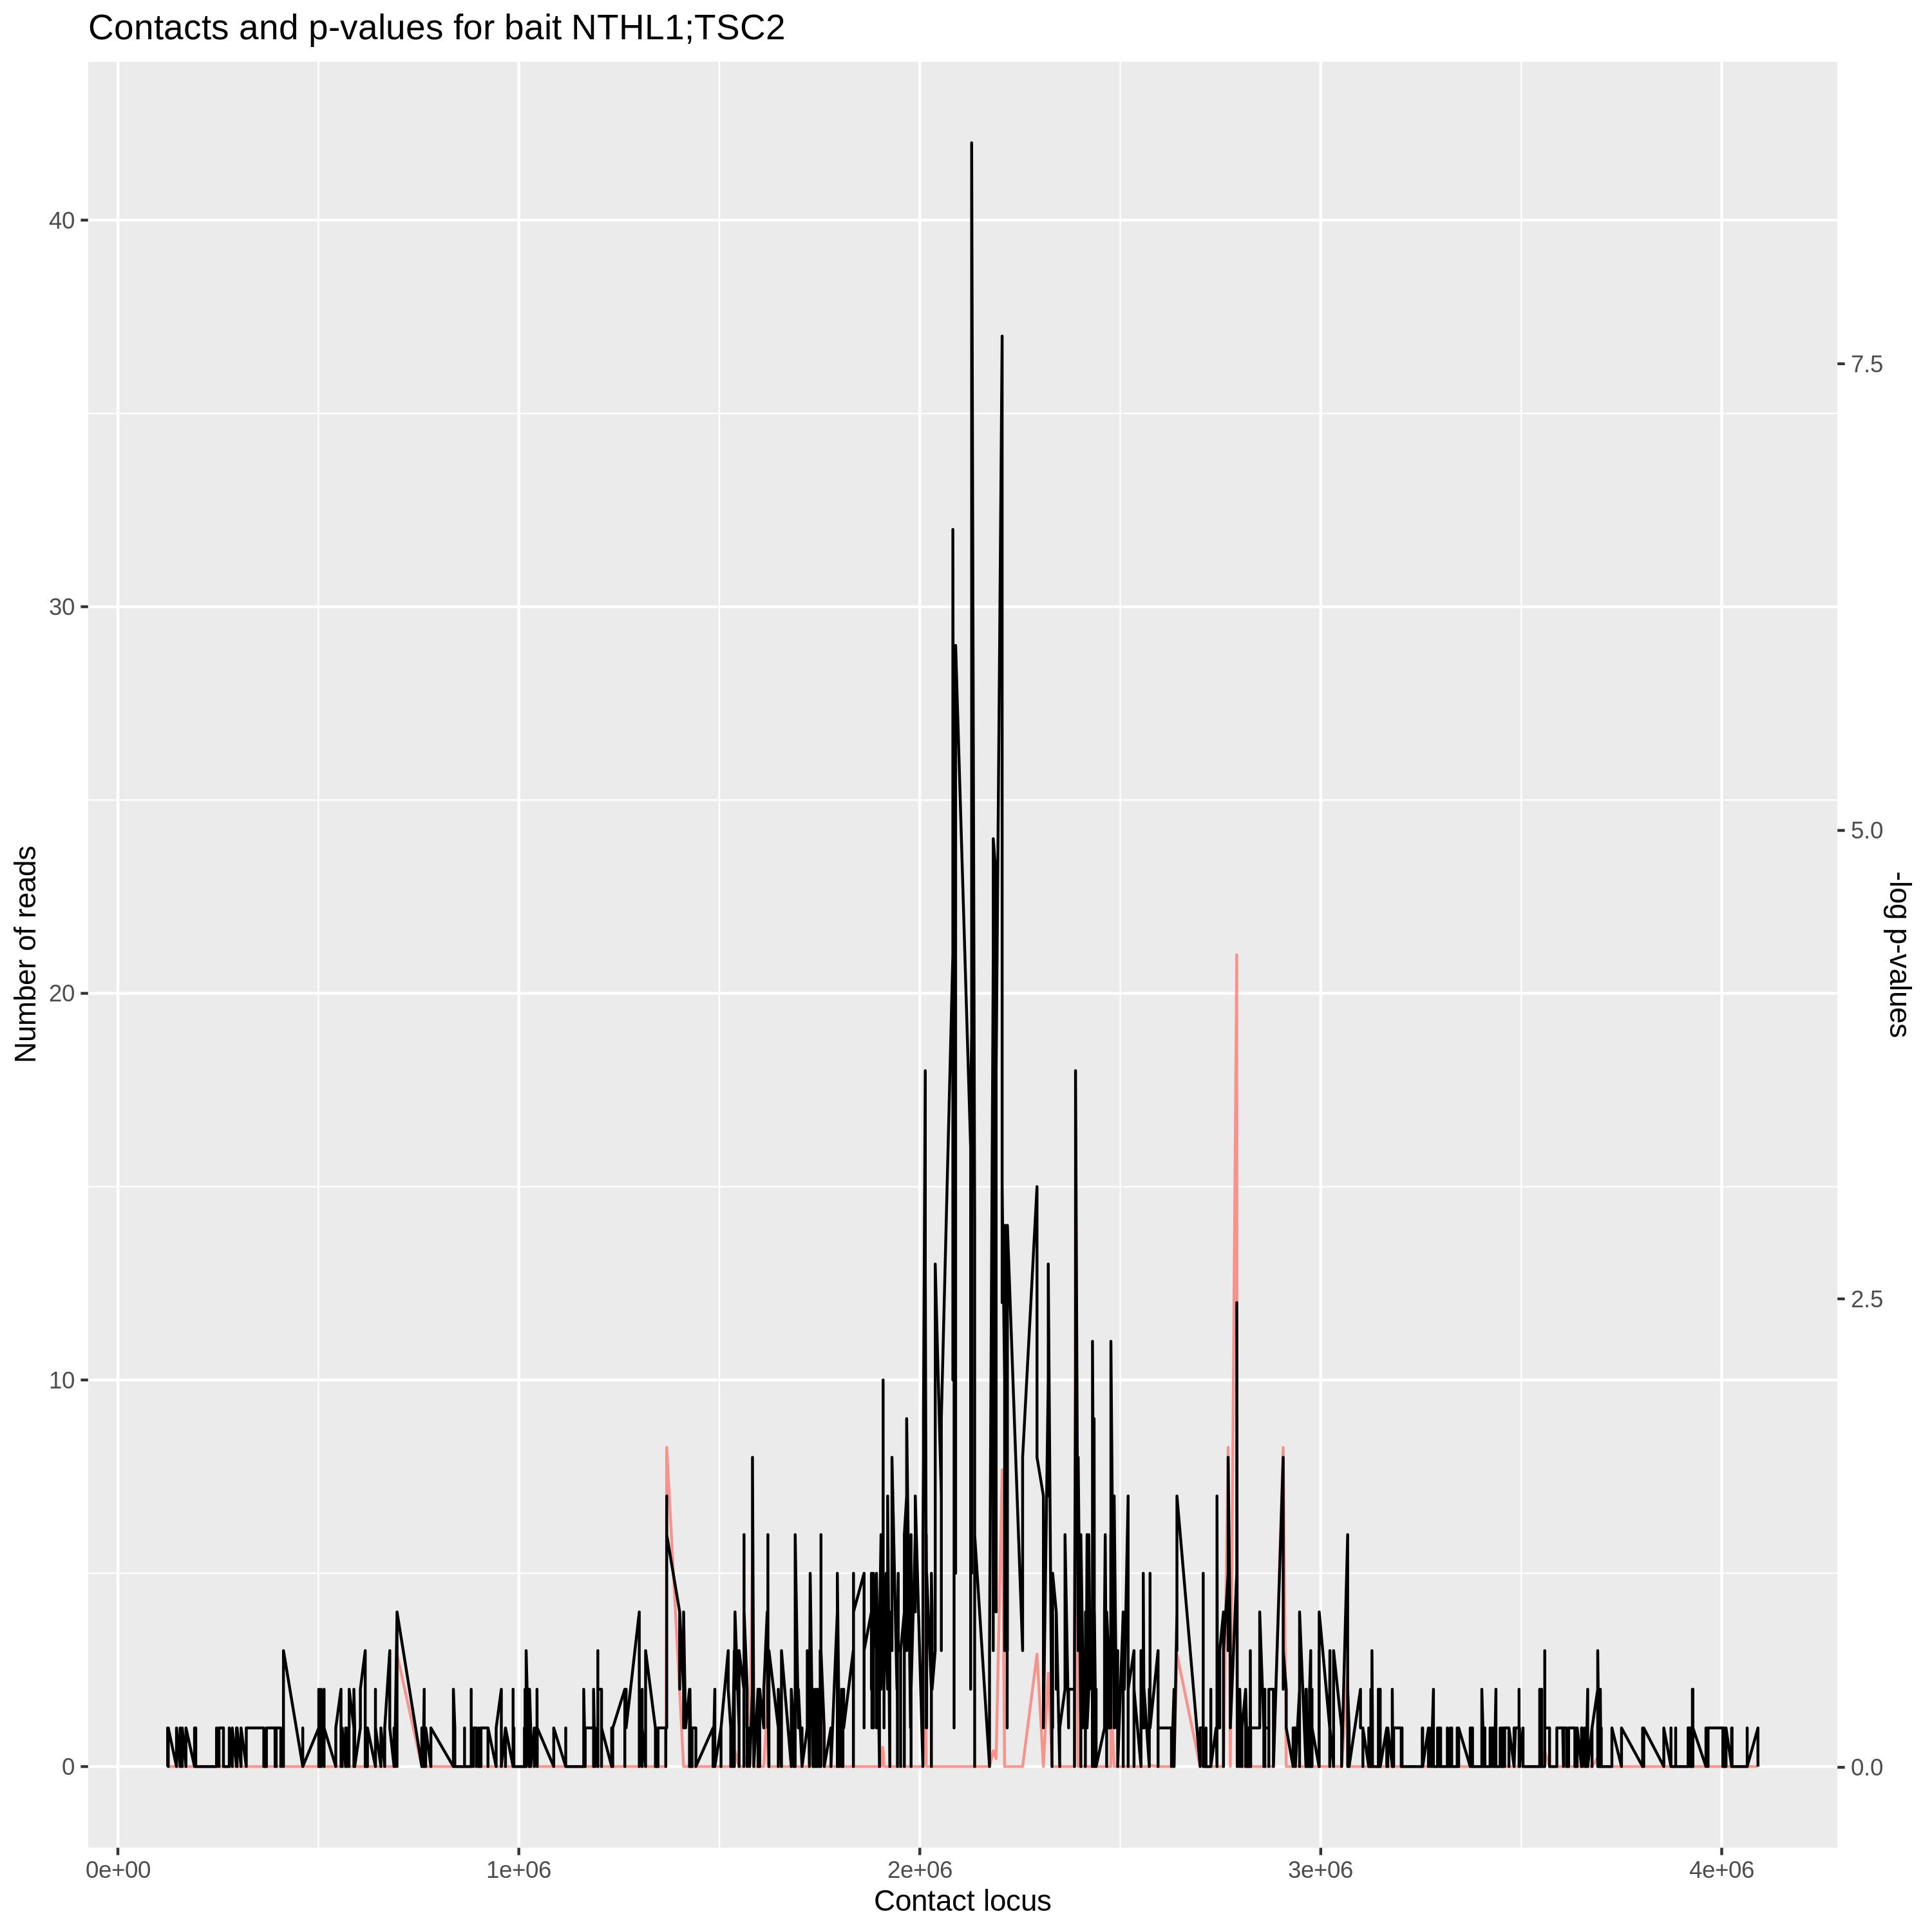 Contacts and p-values for bait NTHL1;TSC2
Number of reads
40
30
20
10
0
7.5
5.0
2.5
0.0
-log p-values
0e+00
1e+06
2e+06
3e+06
4e+06
Contact locus